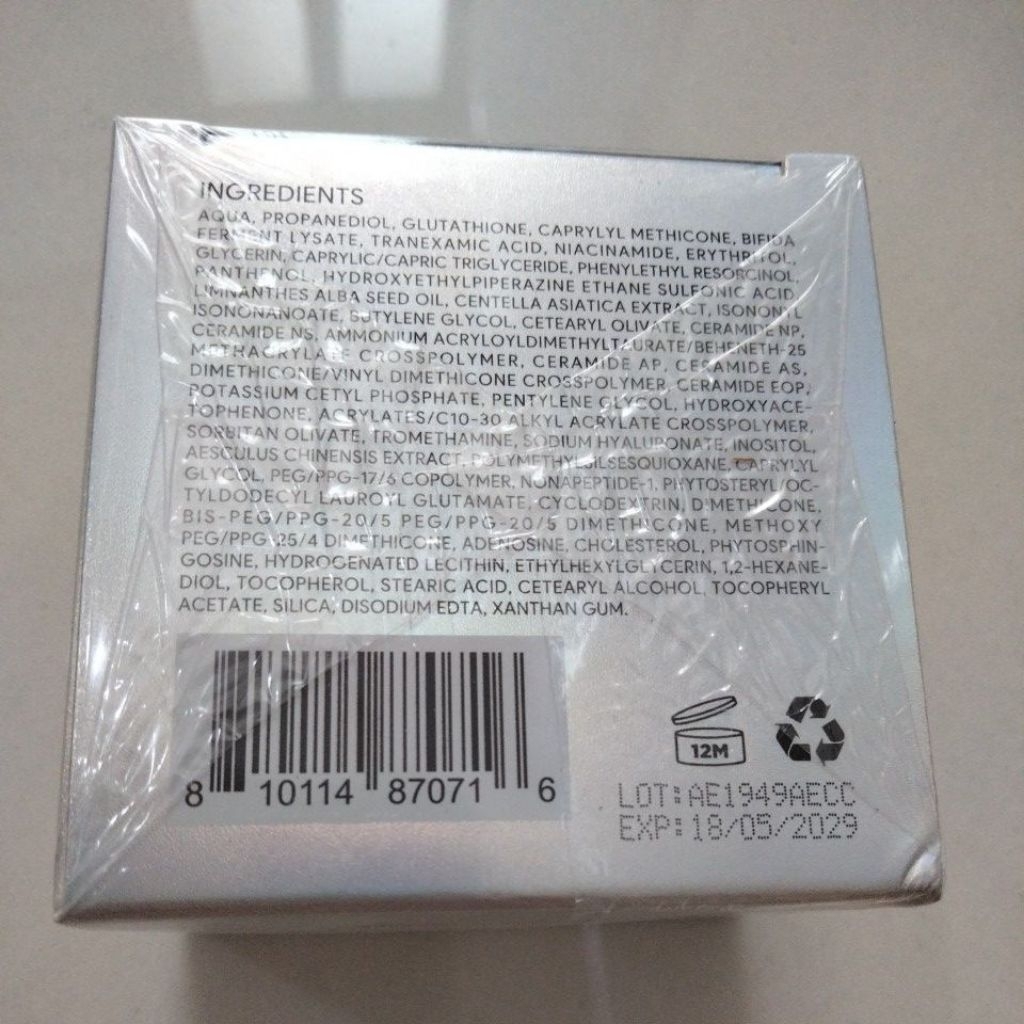 INGREDIENTS
AQUA, PROPANEDIOL, GLUTATHIONE, CAPRYLYL METHICONE, BIFIDA
FERMENT LYSATE, TRANEXAMIC ACID, NIACINAMIDE, ERYTHRITOL,
GLYCERIN, CAPRYLIC/CAPRIC TRIGLYCERIDE, PHENYLETHYL RESORCINOL,
PANTHENOL, HYDROXYETHYLPIPERAZINE ETHANE SULFONIC ACID,
LIMNANTHES ALBA SEED OIL, CENTELLA ASIATICA EXTRACT, ISONONYL
ISONONANOATE, BUTYLENE GLYCOL, CETEARYL OLIVATE, CERAMIDE NP,
CERAMIDE NS, AMMONIUM ACRYLOYLDIMETHYLTAURATE/BEHENETH-25
METHACRYLATE CROSSPOLYMER, CERAMIDE AP, CERAMIDE AS,
DIMETHICONE/VINYL DIMETHICONE CROSSPOLYMER, CERAMIDE EOP,
POTASSIUM CETYL PHOSPHATE, PENTYLENE GLYCOL, HYDROXYACE-
TOPHENONE, ACRYLATES/C10-30 ALKYL ACRYLATE CROSSPOLYMER,
SORBITAN OLIVATE, TROMETHAMINE, SODIUM HYALURONATE, INOSITOL,
AESCULUS CHINENSIS EXTRACT, POLYMETHYLSILSESQUIOXANE, CAPRYLYL
GLYCOL, PEG/PPG-17/6 COPOLYMER, NONAPEPTIDE-1, PHYTOSTERYL/OC-
TYLDODECYL LAUROYL GLUTAMATE, CYCLODEXTRIN, DIMETHICONE,
BIS-PEG/PPG-20/5 PEG/PPG-20/5 DIMETHICONE, METHOXY
PEG/PPG-25/4 DIMETHICONE, ADENOSINE, CHOLESTEROL, PHYTOSPHIN-
GOSINE, HYDROGENATED LECITHIN, ETHYLHEXYLGLYCERIN, 1,2-HEXANE-
DIOL, TOCOPHEROL, STEARIC ACID, CETEARYL ALCOHOL, TOCOPHERYL
ACETATE, SILICA, DISODIUM EDTA, XANTHAN GUM.
8 10114 87071 6
12M
LOT:AE1949AECC
EXP:18/05/2029